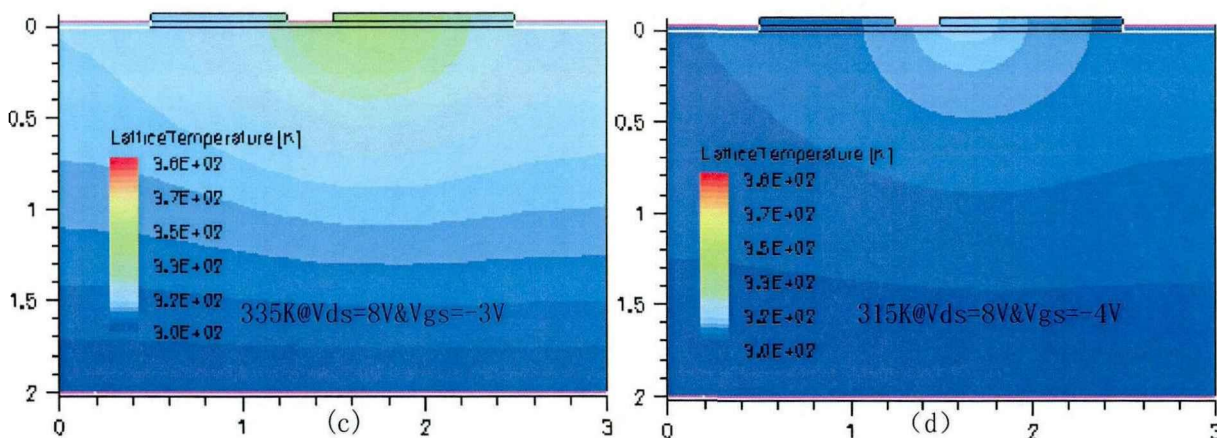 0
0.5
1
1.5
2
LatticeTemperature [K]
3.8E+02
3.7E+02
3.5E+02
3.3E+02
3.2E+02
3.0E+02
335K@Vds=8V&Vgs=-3V
0 1 (c) 2 3
0
0.5
1
1.5
2
LatticeTemperature [K]
3.8E+02
3.7E+02
3.5E+02
3.3E+02
3.2E+02
3.0E+02
315K@Vds=8V&Vgs=-4V
0 1 (d) 2 3